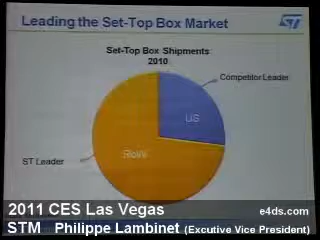 Leading the Set-Top Box Market
ST
Set-Top Box Shipments
2010
Competitor Leader
US
RoW
ST Leader
2011 CES Las Vegas
e4ds.com
STM Philippe Lambinet (Excutive Vice President)